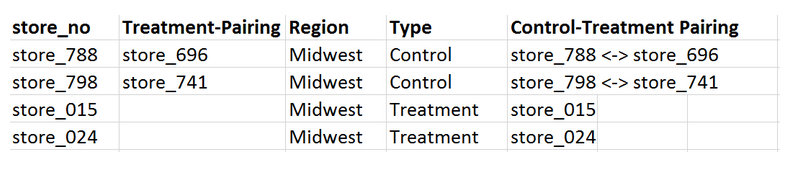 store_no Treatment-Pairing Region Type Control-Treatment Pairing
store_788 store_696 Midwest Control store_788 <-> store_696
store_798 store_741 Midwest Control store_798 <-> store_741
store_015 Midwest Treatment store_015
store_024 Midwest Treatment store_024